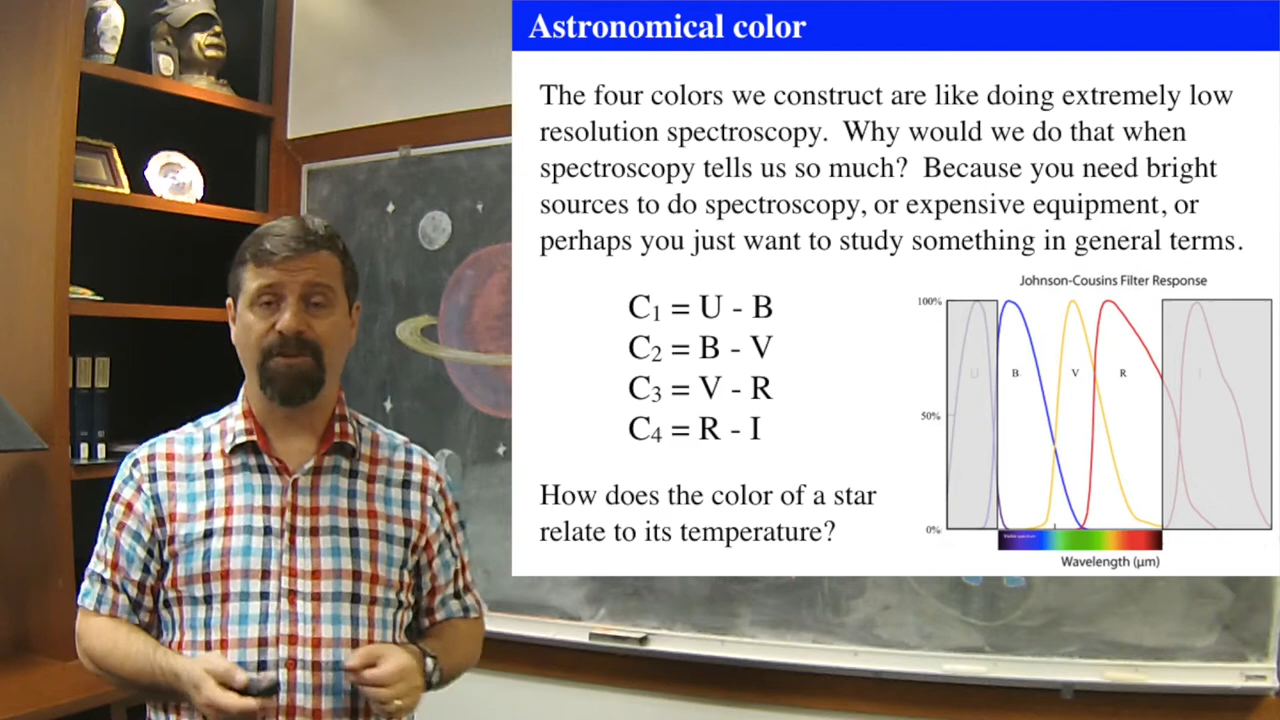 Astronomical color
The four colors we construct are like doing extremely low
resolution spectroscopy.  Why would we do that when
spectroscopy tells us so much?  Because you need bright
sources to do spectroscopy, or expensive equipment, or
perhaps you just want to study something in general terms.
C₁ = U - B
C₂ = B - V
C₃ = V - R
C₄ = R - I
How does the color of a star
relate to its temperature?
Johnson-Cousins Filter Response
100%
U B V R I
50%
0%
Visible spectrum
Wavelength (μm)